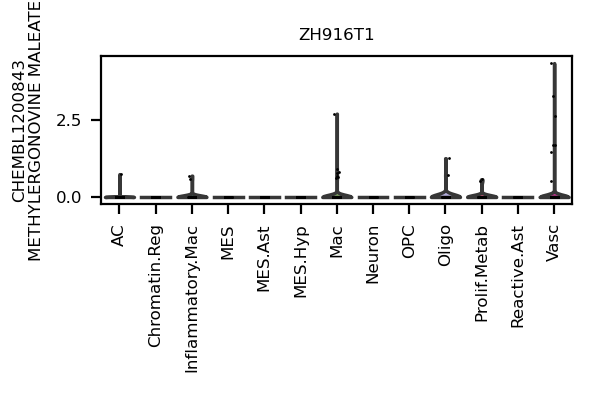 ZH916T1
CHEMBL1200843
METHYLERGONOVINE MALEATE
2.5
0.0
AC
Chromatin.Reg
Inflammatory.Mac
MES
MES.Ast
MES.Hyp
Mac
Neuron
OPC
Oligo
Prolif.Metab
Reactive.Ast
Vasc